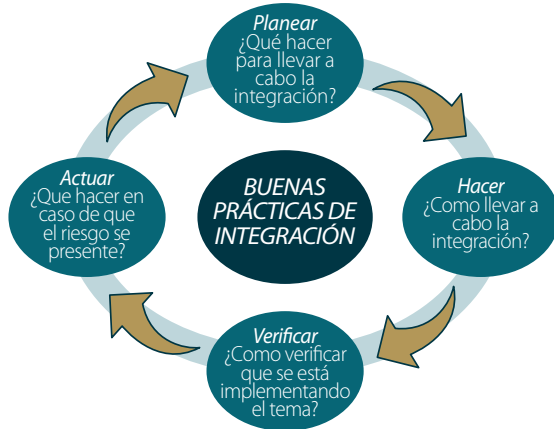 Planear
¿Qué hacer
para llevar a
cabo la
integración?
Actuar
¿Que hacer en
caso de que
el riesgo se
presente?
BUENAS
PRÁCTICAS DE
INTEGRACIÓN
Hacer
¿Como llevar a
cabo la
integración?
Verificar
¿Como verificar
que se está
implementando
el tema?